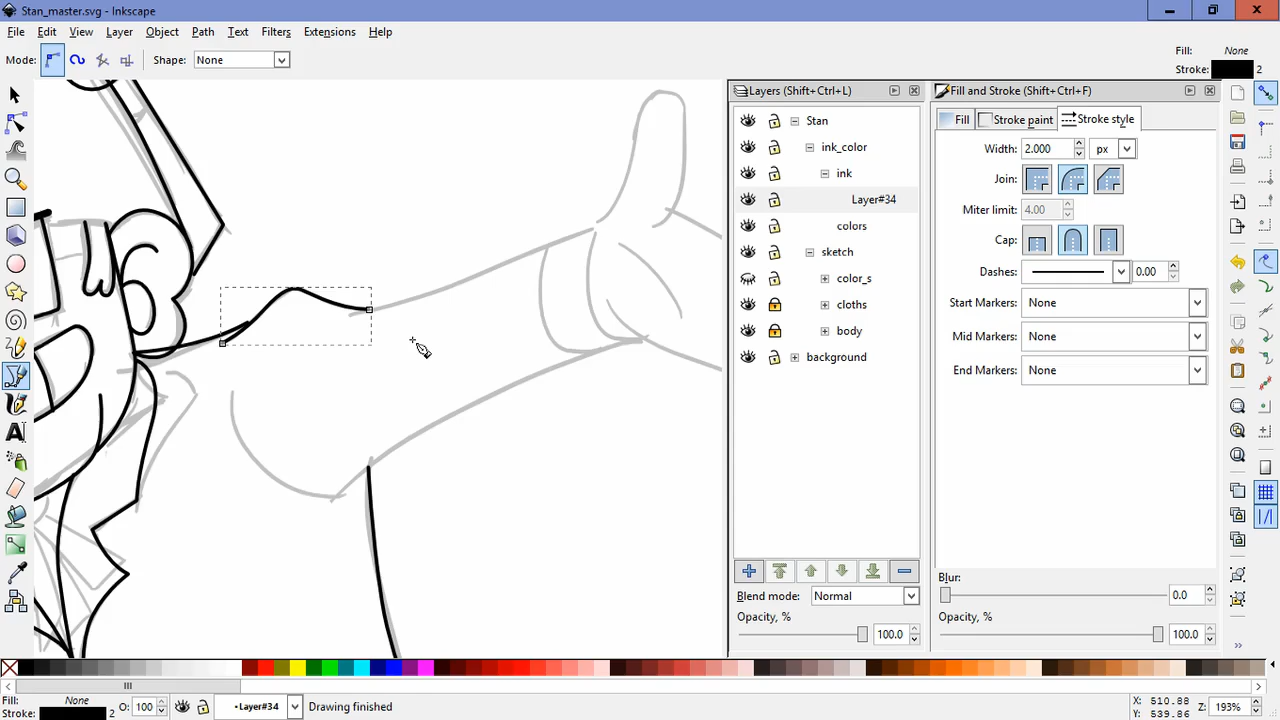 Stan_master.svg - Inkscape
File Edit View Layer Object Path Text Filters Extensions Help
Mode: Shape: None
Fill: None
Stroke: 2
Layers (Shift+Ctrl+L)
Fill and Stroke (Shift+Ctrl+F)
Stan
ink_color
ink
Layer#34
colors
sketch
color_s
cloths
body
background
Blend mode: Normal
Opacity, %
100.0
Fill Stroke paint Stroke style
Width: 2.000 px
Join:
Miter limit: 4.00
Cap:
Dashes: 0.00
Start Markers: None
Mid Markers: None
End Markers: None
Blur:
0.0
Opacity, %
100.0
Fill: None
Stroke: 2
O: 100
•Layer#34
Drawing finished
X: 510.88
Y: 539.86
Z: 193%